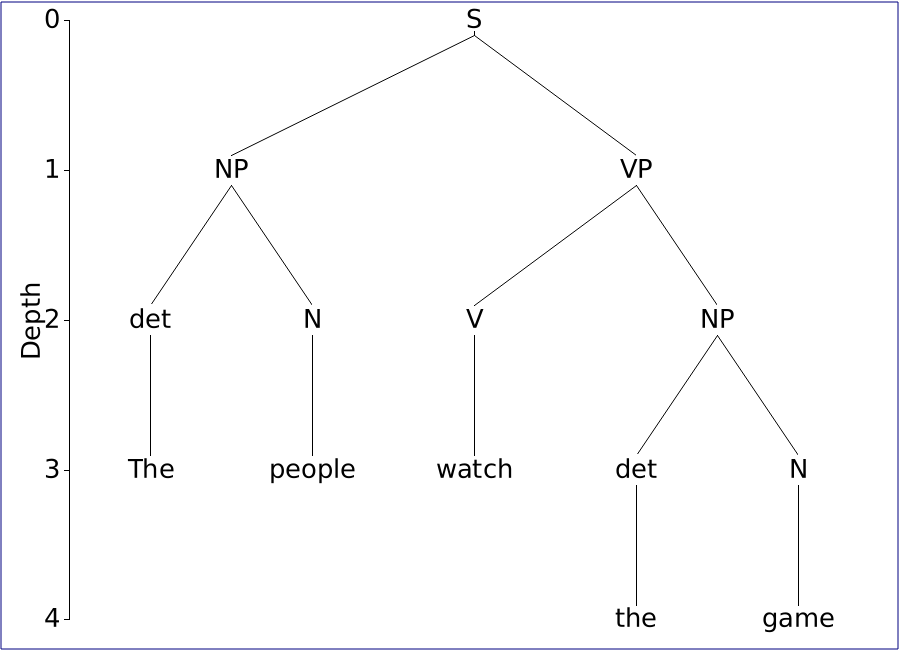 0 S
1 NP VP
Depth
2 det N V NP
3 The people watch det N
4 the game